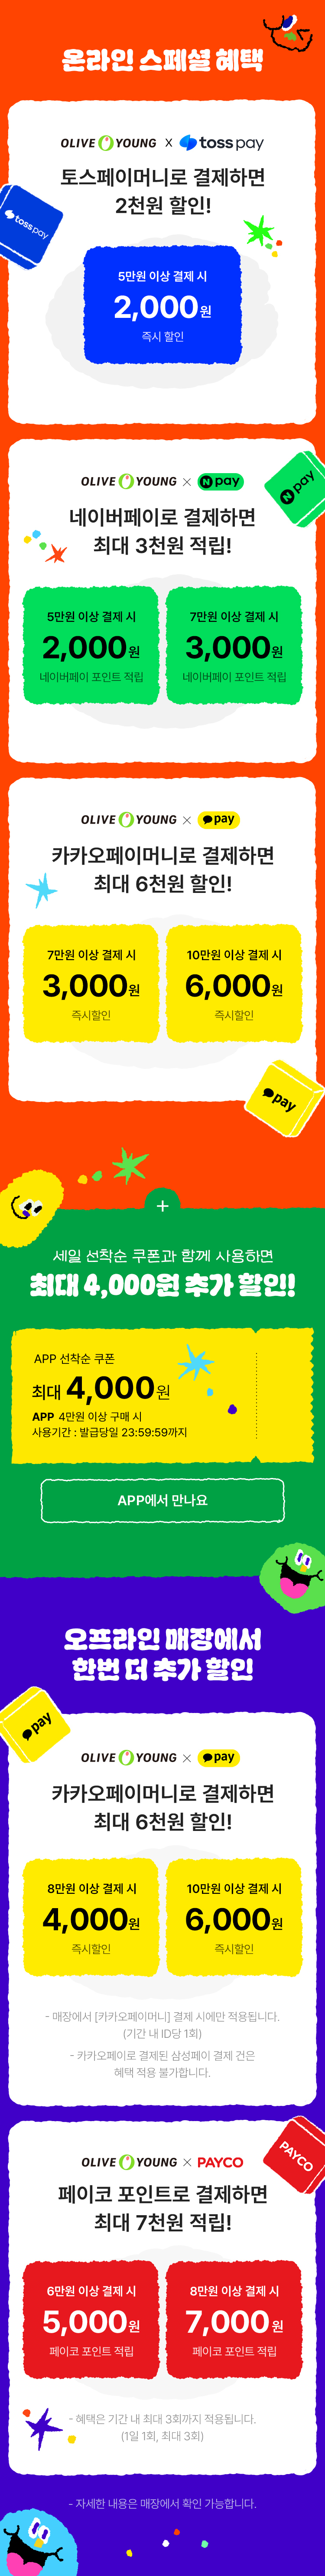 온라인 스페셜 혜택
OLIVE YOUNG X toss pay
토스페이머니로 결제하면
2천원 할인!
toss pay
5만원 이상 결제 시
2,000원
즉시 할인
OLIVE YOUNG × N pay
N pay
네이버페이로 결제하면
최대 3천원 적립!
5만원 이상 결제 시
2,000원
네이버페이 포인트 적립
7만원 이상 결제 시
3,000원
네이버페이 포인트 적립
OLIVE YOUNG × pay
카카오페이머니로 결제하면
최대 6천원 할인!
7만원 이상 결제 시
3,000원
즉시할인
10만원 이상 결제 시
6,000원
즉시할인
pay
+
세일 선착순 쿠폰과 함께 사용하면
최대 4,000원 추가 할인!
APP 선착순 쿠폰
최대 4,000원
APP 4만원 이상 구매 시
사용기간 : 발급당일 23:59:59까지
APP에서 만나요
오프라인 매장에서
한번 더 추가 할인
pay
OLIVE YOUNG × pay
카카오페이머니로 결제하면
최대 6천원 할인!
8만원 이상 결제 시
4,000원
즉시할인
10만원 이상 결제 시
6,000원
즉시할인
- 매장에서 [카카오페이머니] 결제 시에만 적용됩니다.
(기간 내 ID당 1회)
- 카카오페이로 결제된 삼성페이 결제 건은
혜택 적용 불가합니다.
OLIVE YOUNG × PAYCO
PAYCO
페이코 포인트로 결제하면
최대 7천원 적립!
6만원 이상 결제 시
5,000원
페이코 포인트 적립
8만원 이상 결제 시
7,000원
페이코 포인트 적립
- 혜택은 기간 내 최대 3회까지 적용됩니다.
(1일 1회, 최대 3회)
- 자세한 내용은 매장에서 확인 가능합니다.